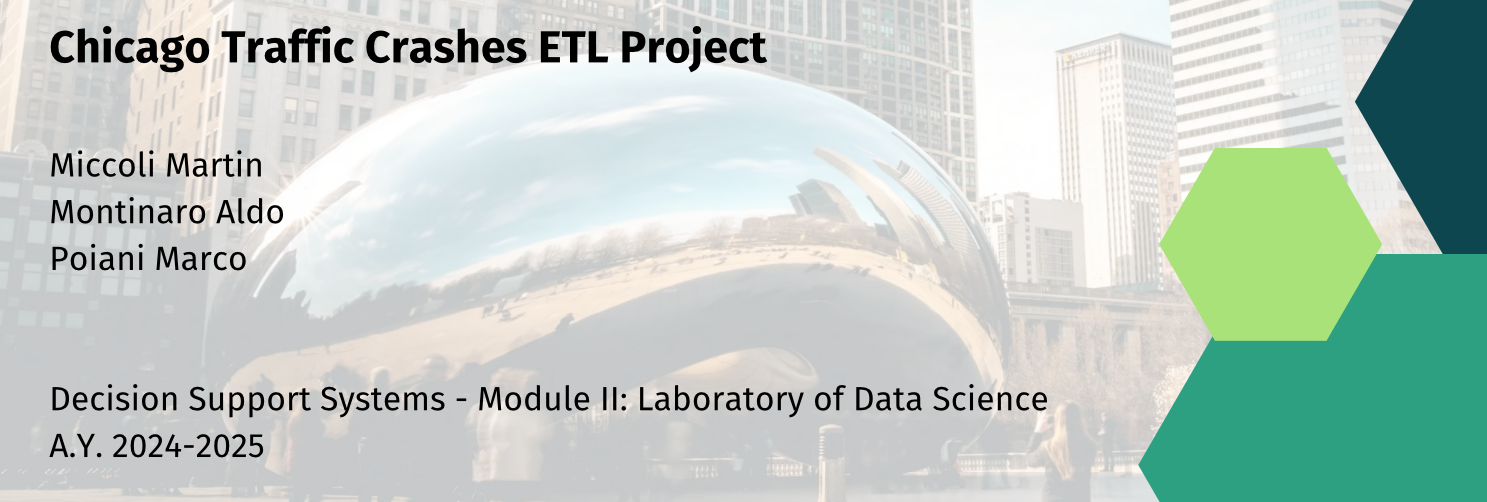 Chicago Traffic Crashes ETL Project
Miccoli Martin
Montinaro Aldo
Poiani Marco
Decision Support Systems - Module II: Laboratory of Data Science
A.Y. 2024-2025